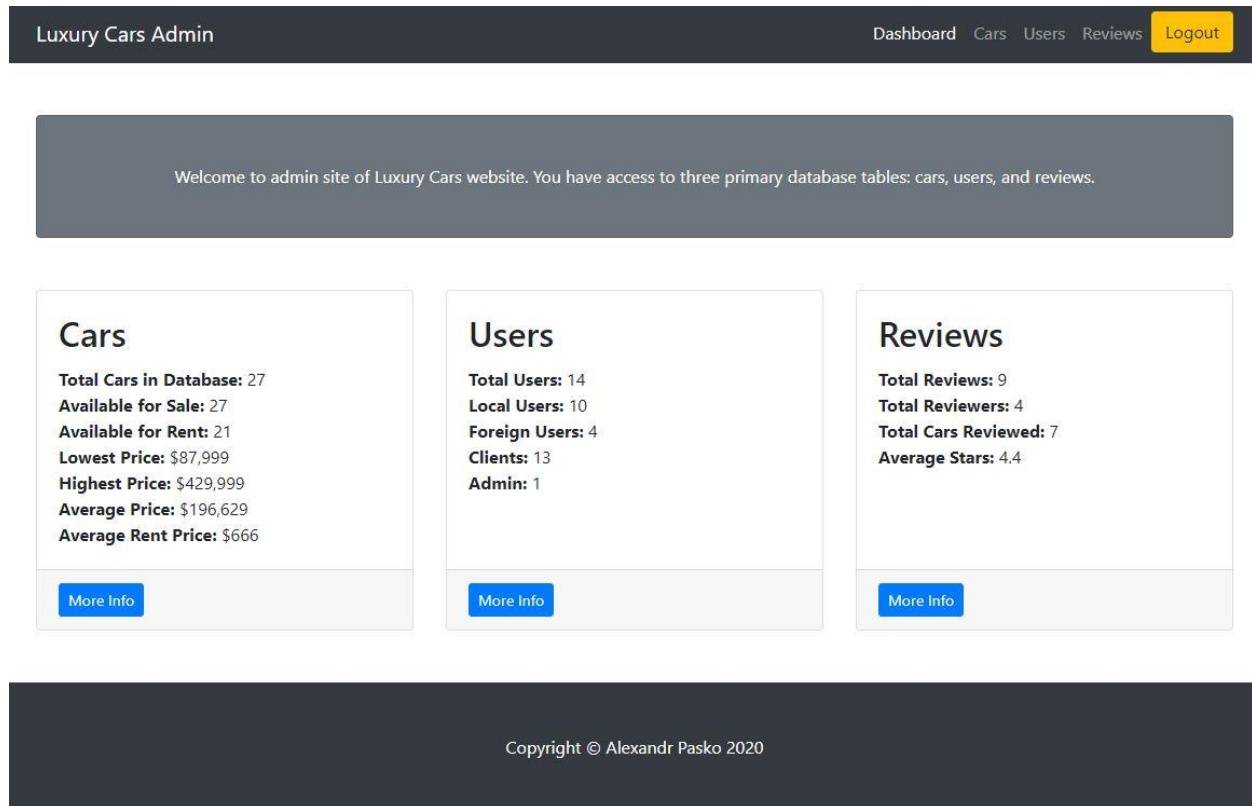 Luxury Cars Admin
Dashboard Cars Users Reviews Logout
Welcome to admin site of Luxury Cars website. You have access to three primary database tables: cars, users, and reviews.
Cars
Total Cars in Database: 27
Available for Sale: 27
Available for Rent: 21
Lowest Price: $87,999
Highest Price: $429,999
Average Price: $196,629
Average Rent Price: $666
More Info
Users
Total Users: 14
Local Users: 10
Foreign Users: 4
Clients: 13
Admin: 1
More Info
Reviews
Total Reviews: 9
Total Reviewers: 4
Total Cars Reviewed: 7
Average Stars: 4.4
More Info
Copyright © Alexandr Pasko 2020